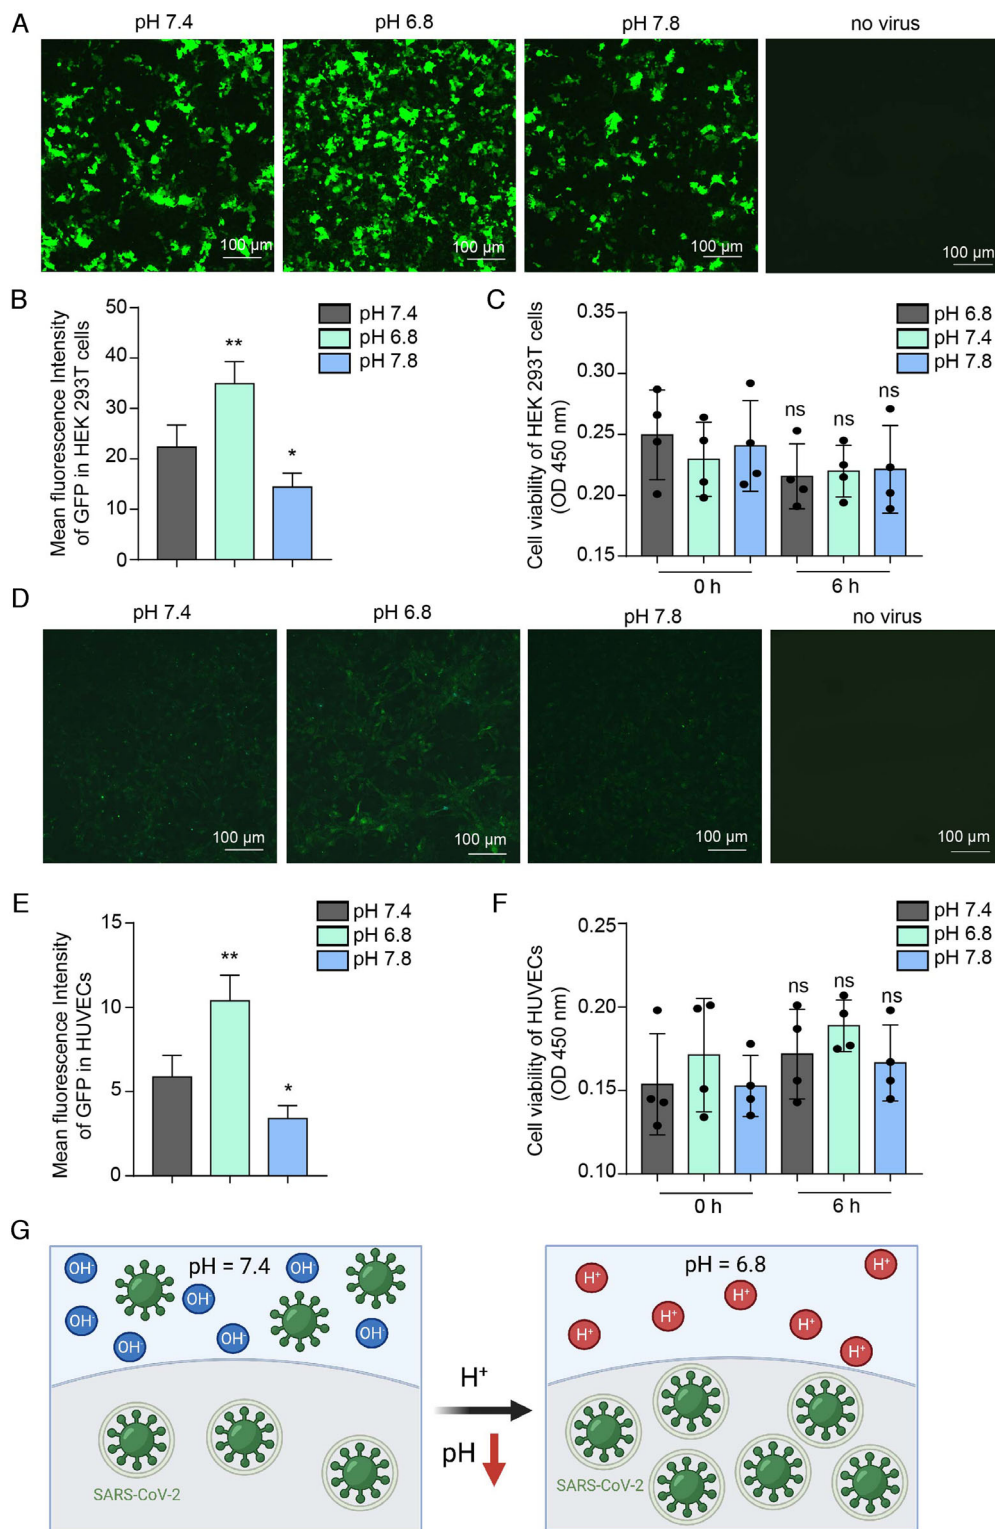 A
pH 7.4
pH 6.8
pH 7.8
no virus
100 µm
100 µm
100 µm
100 µm
B
Mean fluorescence Intensity
of GFP in HEK 293T cells
50
40
30
20
10
0
**
*
pH 7.4
pH 6.8
pH 7.8
C
Cell viability of HEK 293T cells
(OD 450 nm)
0.35
0.30
0.25
0.20
0.15
ns
ns
ns
0 h
6 h
pH 6.8
pH 7.4
pH 7.8
D
pH 7.4
pH 6.8
pH 7.8
no virus
100 µm
100 µm
100 µm
100 µm
E
Mean fluorescence Intensity
of GFP in HUVECs
15
10
5
0
**
*
pH 7.4
pH 6.8
pH 7.8
F
Cell viability of HUVECs
(OD 450 nm)
0.25
0.20
0.15
0.10
ns
ns
ns
0 h
6 h
pH 7.4
pH 6.8
pH 7.8
G
pH = 7.4
OH⁻
OH⁻
OH⁻
OH⁻
OH⁻
OH⁻
OH⁻
SARS-CoV-2
H⁺
pH
pH = 6.8
H⁺
H⁺
H⁺
H⁺
H⁺
H⁺
H⁺
SARS-CoV-2